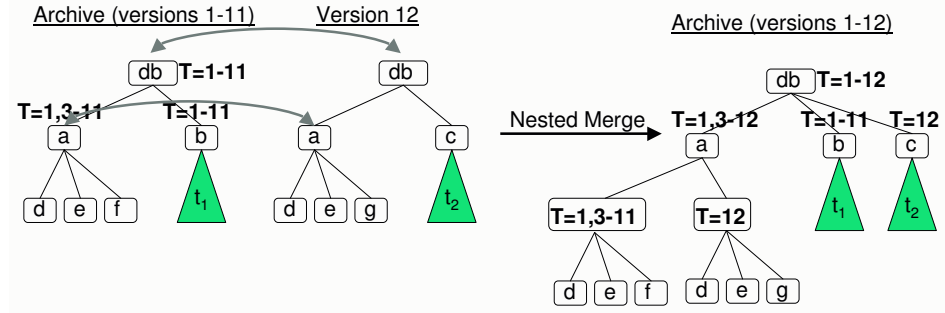 Archive (versions 1-11)
Version 12
Archive (versions 1-12)
db T=1-11
db
db T=1-12
T=1,3-11
T=1-11
a
b
a
c
Nested Merge
T=1,3-12
T=1-11
T=12
a
b
c
d e f
t1
d e g
t2
T=1,3-11
T=12
t1
t2
d e f
d e g